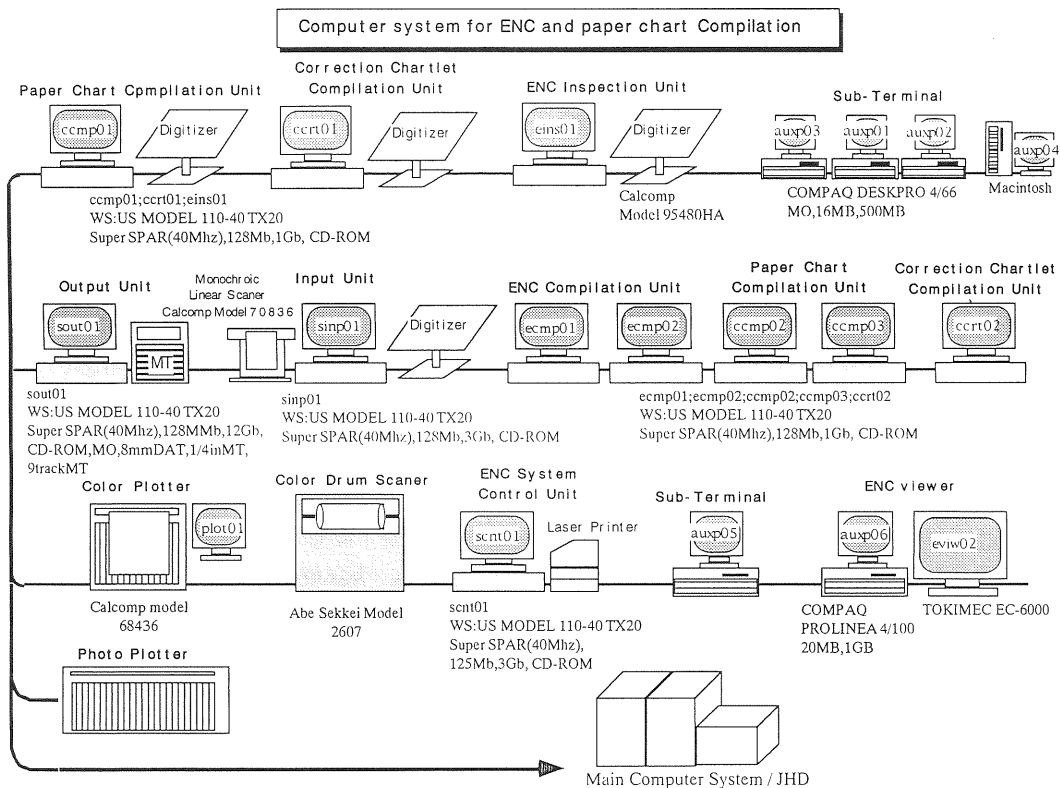 Computer system for ENC and paper chart Compilation
Paper Chart Cpmpilation Unit
Correction Chartlet
Compilation Unit
ENC Inspection Unit
Sub-Terminal
ccmp01
Digitizer
ccrt01
Digitizer
eins01
Digitizer
auxp03
auxp01
auxp02
auxp04
ccmp01;ccrt01;eins01
WS:US MODEL 110-40 TX20
Super SPAR(40Mhz),128Mb,1Gb, CD-ROM
Calcomp
Model 95480HA
COMPAQ DESKPRO 4/66
MO,16MB,500MB
Macintosh
Output Unit
Monochroic
Linear Scaner
Calcomp Model 70836
Input Unit
ENC Compilation Unit
Paper Chart
Compilation Unit
Correction Chartlet
Compilation Unit
sout01
MT
sinp01
Digitizer
ecmp01
ecmp02
ccmp02
ccmp03
ccrt02
sout01
WS:US MODEL 110-40 TX20
Super SPAR(40Mhz),128MMb,12Gb,
CD-ROM,MO,8mmDAT,1/4inMT,
9trackMT
sinp01
WS:US MODEL 110-40 TX20
Super SPAR(40Mhz),128Mb,3Gb, CD-ROM
ecmp01;ecmp02;ccmp02;ccmp03;ccrt02
WS:US MODEL 110-40 TX20
Super SPAR(40Mhz),128Mb,1Gb, CD-ROM
Color Plotter
Color Drum Scaner
ENC System
Control Unit
Laser Printer
Sub-Terminal
ENC viewer
plot01
scnt01
auxp05
auxp06
eviw02
Calcomp model
68436
Abe Sekkei Model
2607
scnt01
WS:US MODEL 110-40 TX20
Super SPAR(40Mhz),
125Mb,3Gb, CD-ROM
COMPAQ
PROLINEA 4/100
20MB,1GB
TOKIMEC EC-6000
Photo Plotter
Main Computer System / JHD